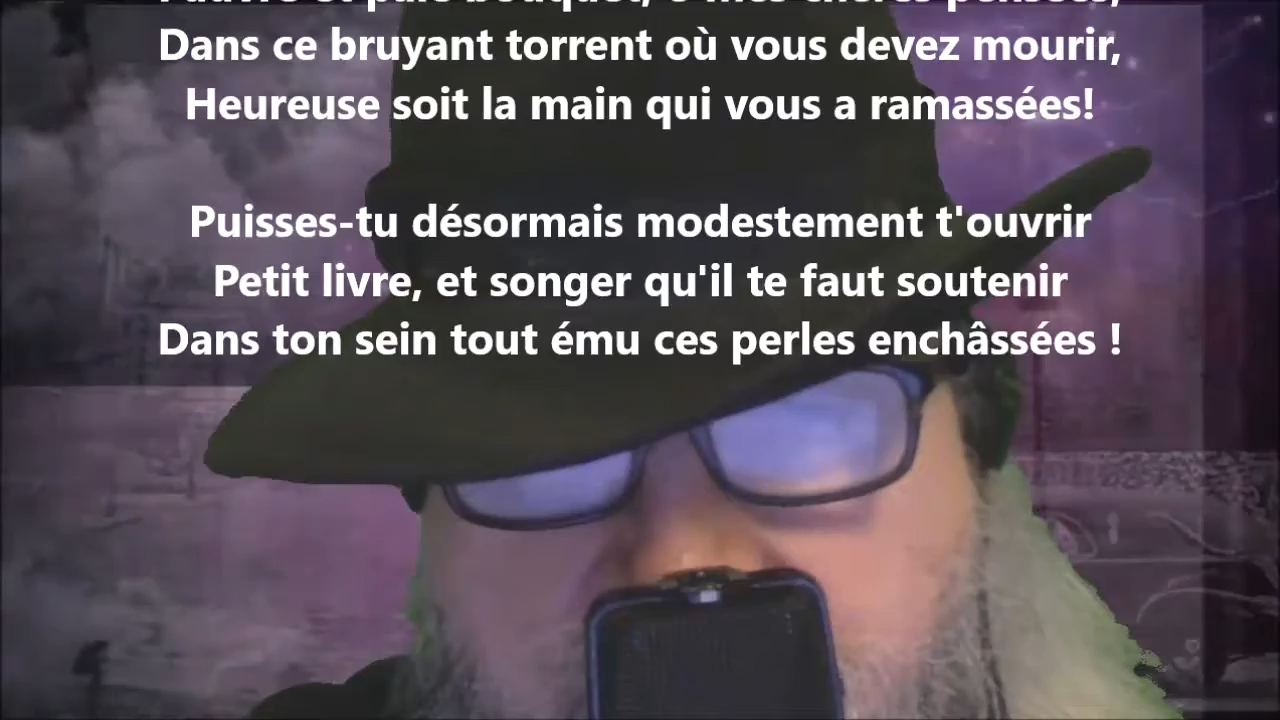 Dans ce bruyant torrent où vous devez mourir,
Heureuse soit la main qui vous a ramassées!
Puisses-tu désormais modestement t'ouvrir
Petit livre, et songer qu'il te faut soutenir
Dans ton sein tout ému ces perles enchâssées !